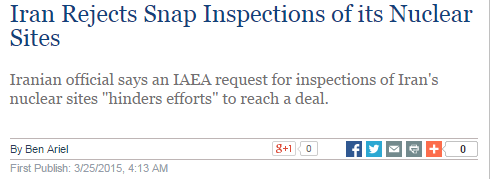 Iran Rejects Snap Inspections of its Nuclear
Sites
Iranian official says an IAEA request for inspections of Iran's
nuclear sites "hinders efforts" to reach a deal.
By Ben Ariel g+1 0 0
First Publish: 3/25/2015, 4:13 AM